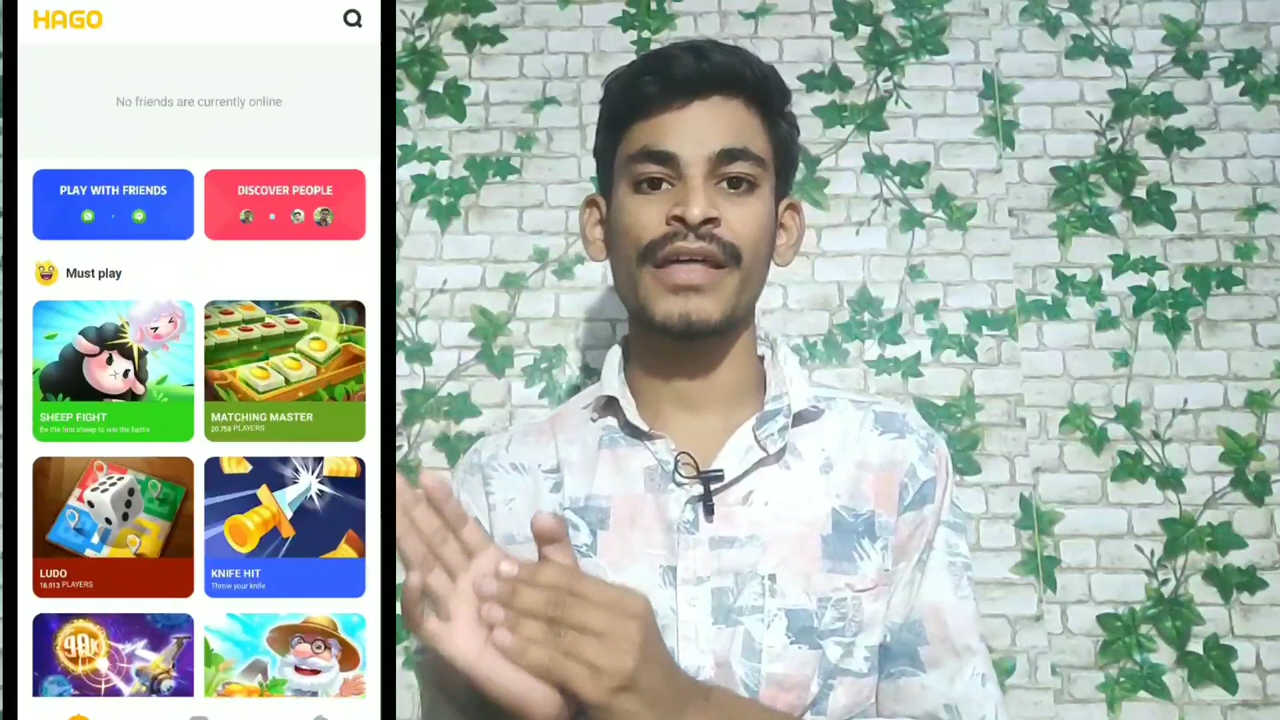 HAGO
No friends are currently online
PLAY WITH FRIENDS
DISCOVER PEOPLE
Must play
SHEEP FIGHT
Be the first sheep to win the battle
MATCHING MASTER
20.758 PLAYERS
LUDO
16,913 PLAYERS
KNIFE HIT
Throw your knife